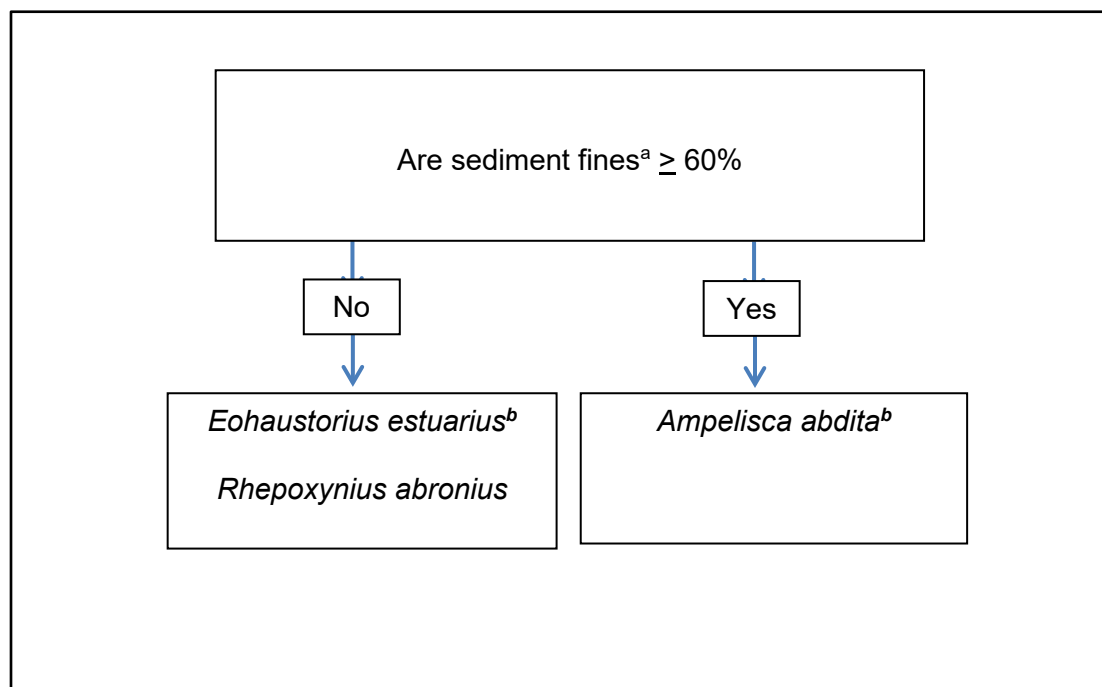 Are sediment finesᵃ ≥ 60%
No
Yes
Eohaustorius estuariusᵇ
Rhepoxynius abronius
Ampelisca abditaᵇ